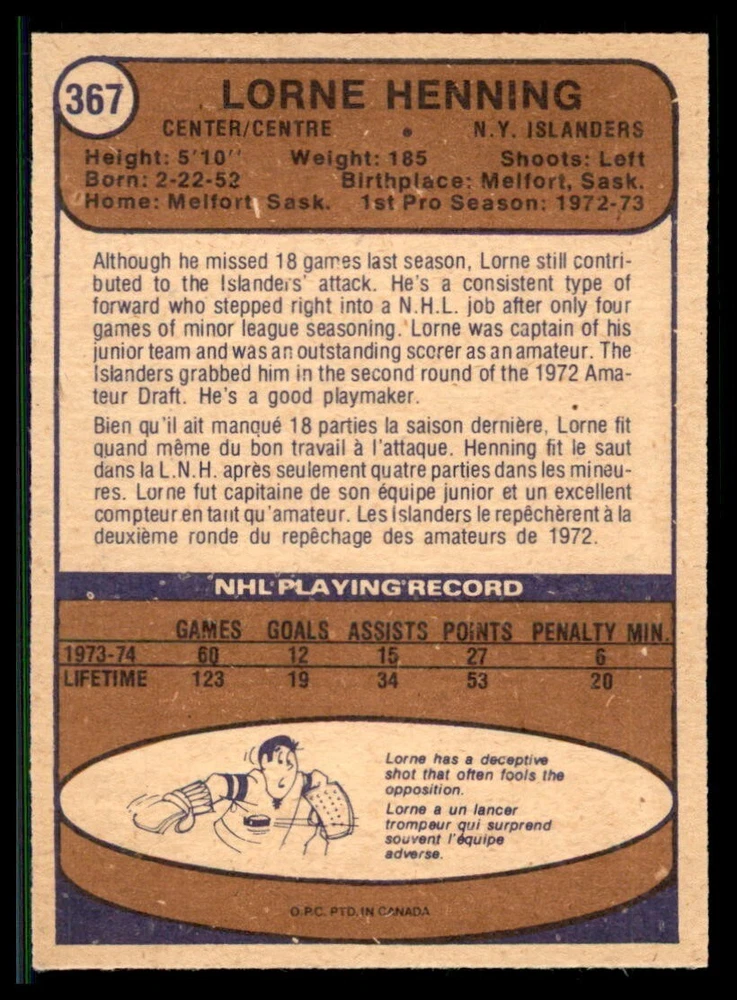 367
LORNE HENNING
CENTER/CENTRE • N.Y. ISLANDERS
Height: 5'10'' Weight: 185 Shoots: Left
Born: 2-22-52 Birthplace: Melfort, Sask.
Home: Melfort, Sask. 1st Pro Season: 1972-73
Although he missed 18 games last season, Lorne still contri-
buted to the Islanders' attack. He's a consistent type of
forward who stepped right into a N.H.L. job after only four
games of minor league seasoning. Lorne was captain of his
junior team and was an outstanding scorer as an amateur. The
Islanders grabbed him in the second round of the 1972 Ama-
teur Draft. He's a good playmaker.
Bien qu'il ait manqué 18 parties la saison dernière, Lorne fit
quand même du bon travail à l'attaque. Henning fit le saut
dans la L.N.H. après seulement quatre parties dans les mineu-
res. Lorne fut capitaine de son équipe junior et un excellent
compteur en tant qu'amateur. Les Islanders le repêchèrent à la
deuxième ronde du repêchage des amateurs de 1972.
NHL PLAYING RECORD
GAMES GOALS ASSISTS POINTS PENALTY MIN.
1973-74 60 12 15 27 6
LIFETIME 123 19 34 53 20
Lorne has a deceptive
shot that often fools the
opposition.
Lorne a un lancer
trompeur qui surprend
souvent l'équipe
adverse.
O.P.C. PTD. IN CANADA